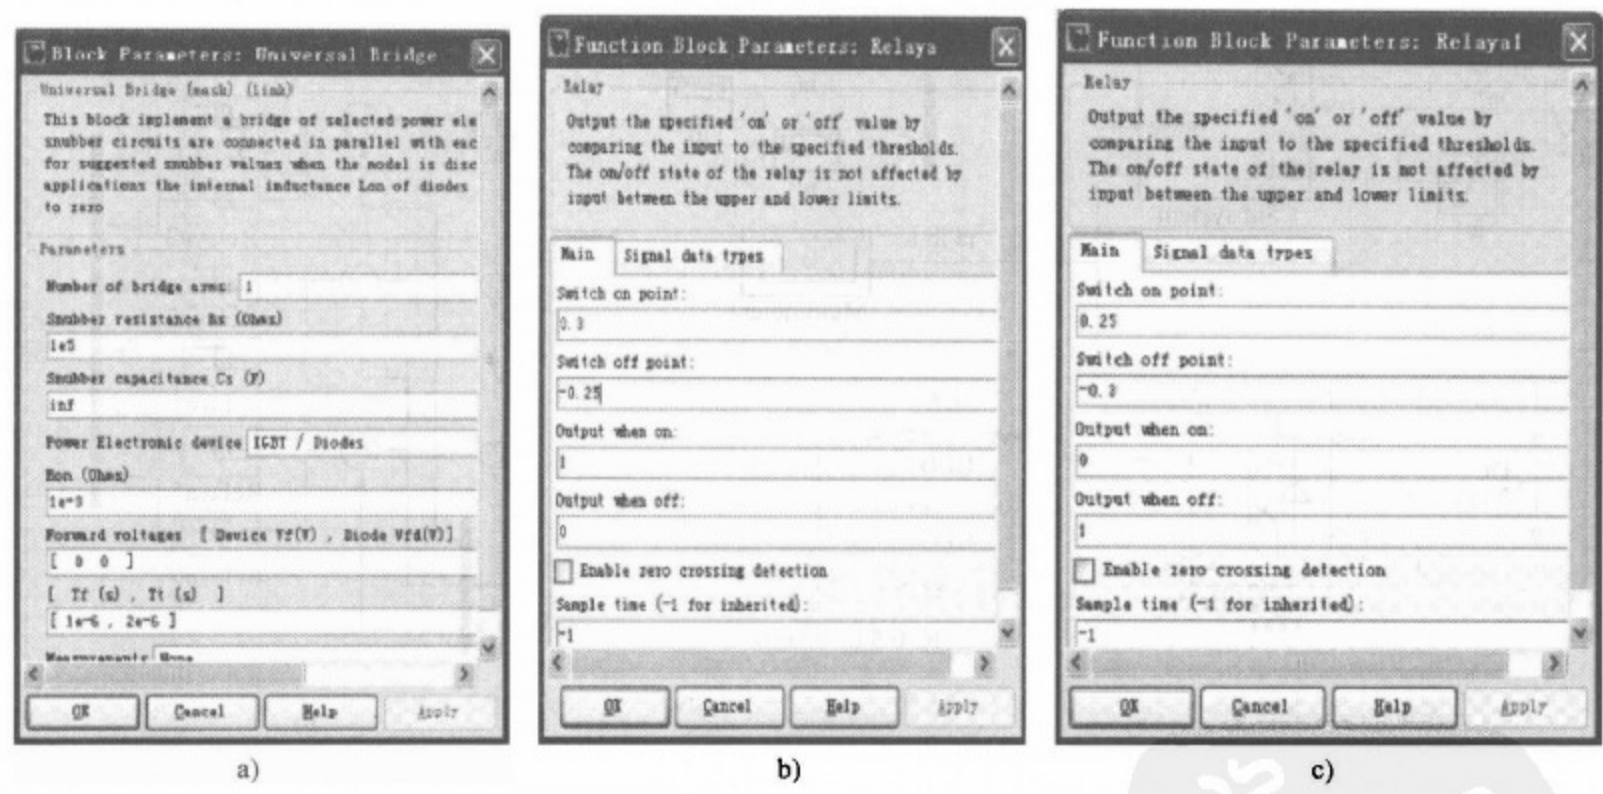 Block Parameters: Universal Bridge
Universal Bridge (mask) (link)
This block implement a bridge of selected power ele
snubber circuits are connected in parallel with eac
for suggested snubber values when the model is disc
applications the internal inductance Lon of diodes
to zero
Parameters
Number of bridge arms: 1
Snubber resistance Rs (Ohms)
1e5
Snubber capacitance Cs (F)
inf
Power Electronic device IGBT / Diodes
Ron (Ohms)
1e-3
Forward voltages [ Device Vf(V) , Diode Vfd(V)]
[ 0 0 ]
[ Tf (s) , Tt (s) ]
[ 1e-6 , 2e-6 ]
Measurements None
OK Cancel Help Apply
a)
Function Block Parameters: Relaya
Relay
Output the specified 'on' or 'off' value by
comparing the input to the specified thresholds.
The on/off state of the relay is not affected by
input between the upper and lower limits.
Main Signal data types
Switch on point:
0.3
Switch off point:
-0.25
Output when on:
1
Output when off:
0
Enable zero crossing detection
Sample time (-1 for inherited):
-1
OK Cancel Help Apply
b)
Function Block Parameters: Relaya1
Relay
Output the specified 'on' or 'off' value by
comparing the input to the specified thresholds.
The on/off state of the relay is not affected by
input between the upper and lower limits.
Main Signal data types
Switch on point:
0.25
Switch off point:
-0.3
Output when on:
0
Output when off:
1
Enable zero crossing detection
Sample time (-1 for inherited):
-1
OK Cancel Help Apply
c)